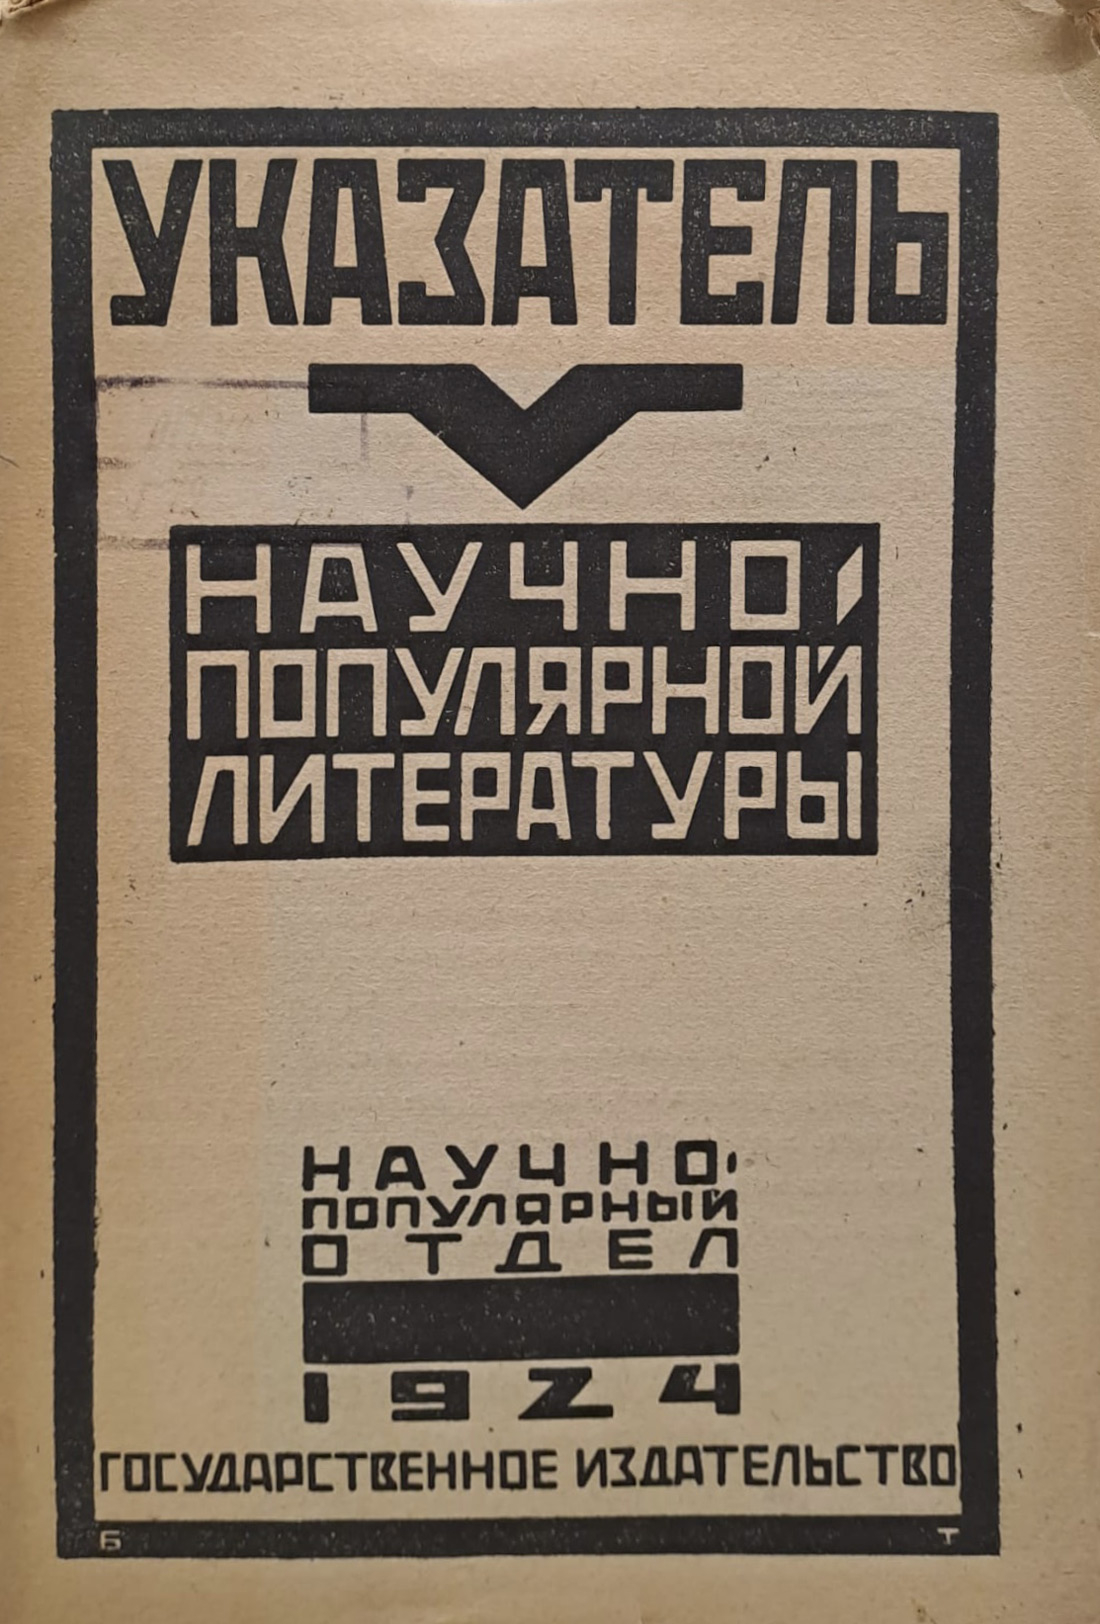 УКАЗАТЕЛЬ
НАУЧНО-
ПОПУЛЯРНОЙ
ЛИТЕРАТУРЫ
НАУЧНО-
ПОПУЛЯРНЫЙ
ОТДЕЛ
1924
ГОСУДАРСТВЕННОЕ ИЗДАТЕЛЬСТВО
Б Т